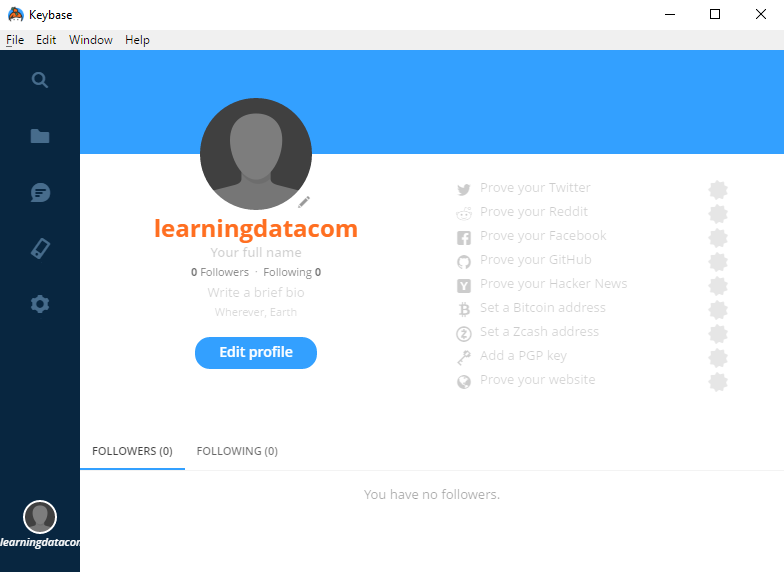 Keybase
File Edit Window Help
learningdatacom
Your full name
0 Followers · Following 0
Write a brief bio
Wherever, Earth
Edit profile
Prove your Twitter
Prove your Reddit
Prove your Facebook
Prove your GitHub
Prove your Hacker News
Set a Bitcoin address
Set a Zcash address
Add a PGP key
Prove your website
FOLLOWERS (0) FOLLOWING (0)
You have no followers.
learningdatacom